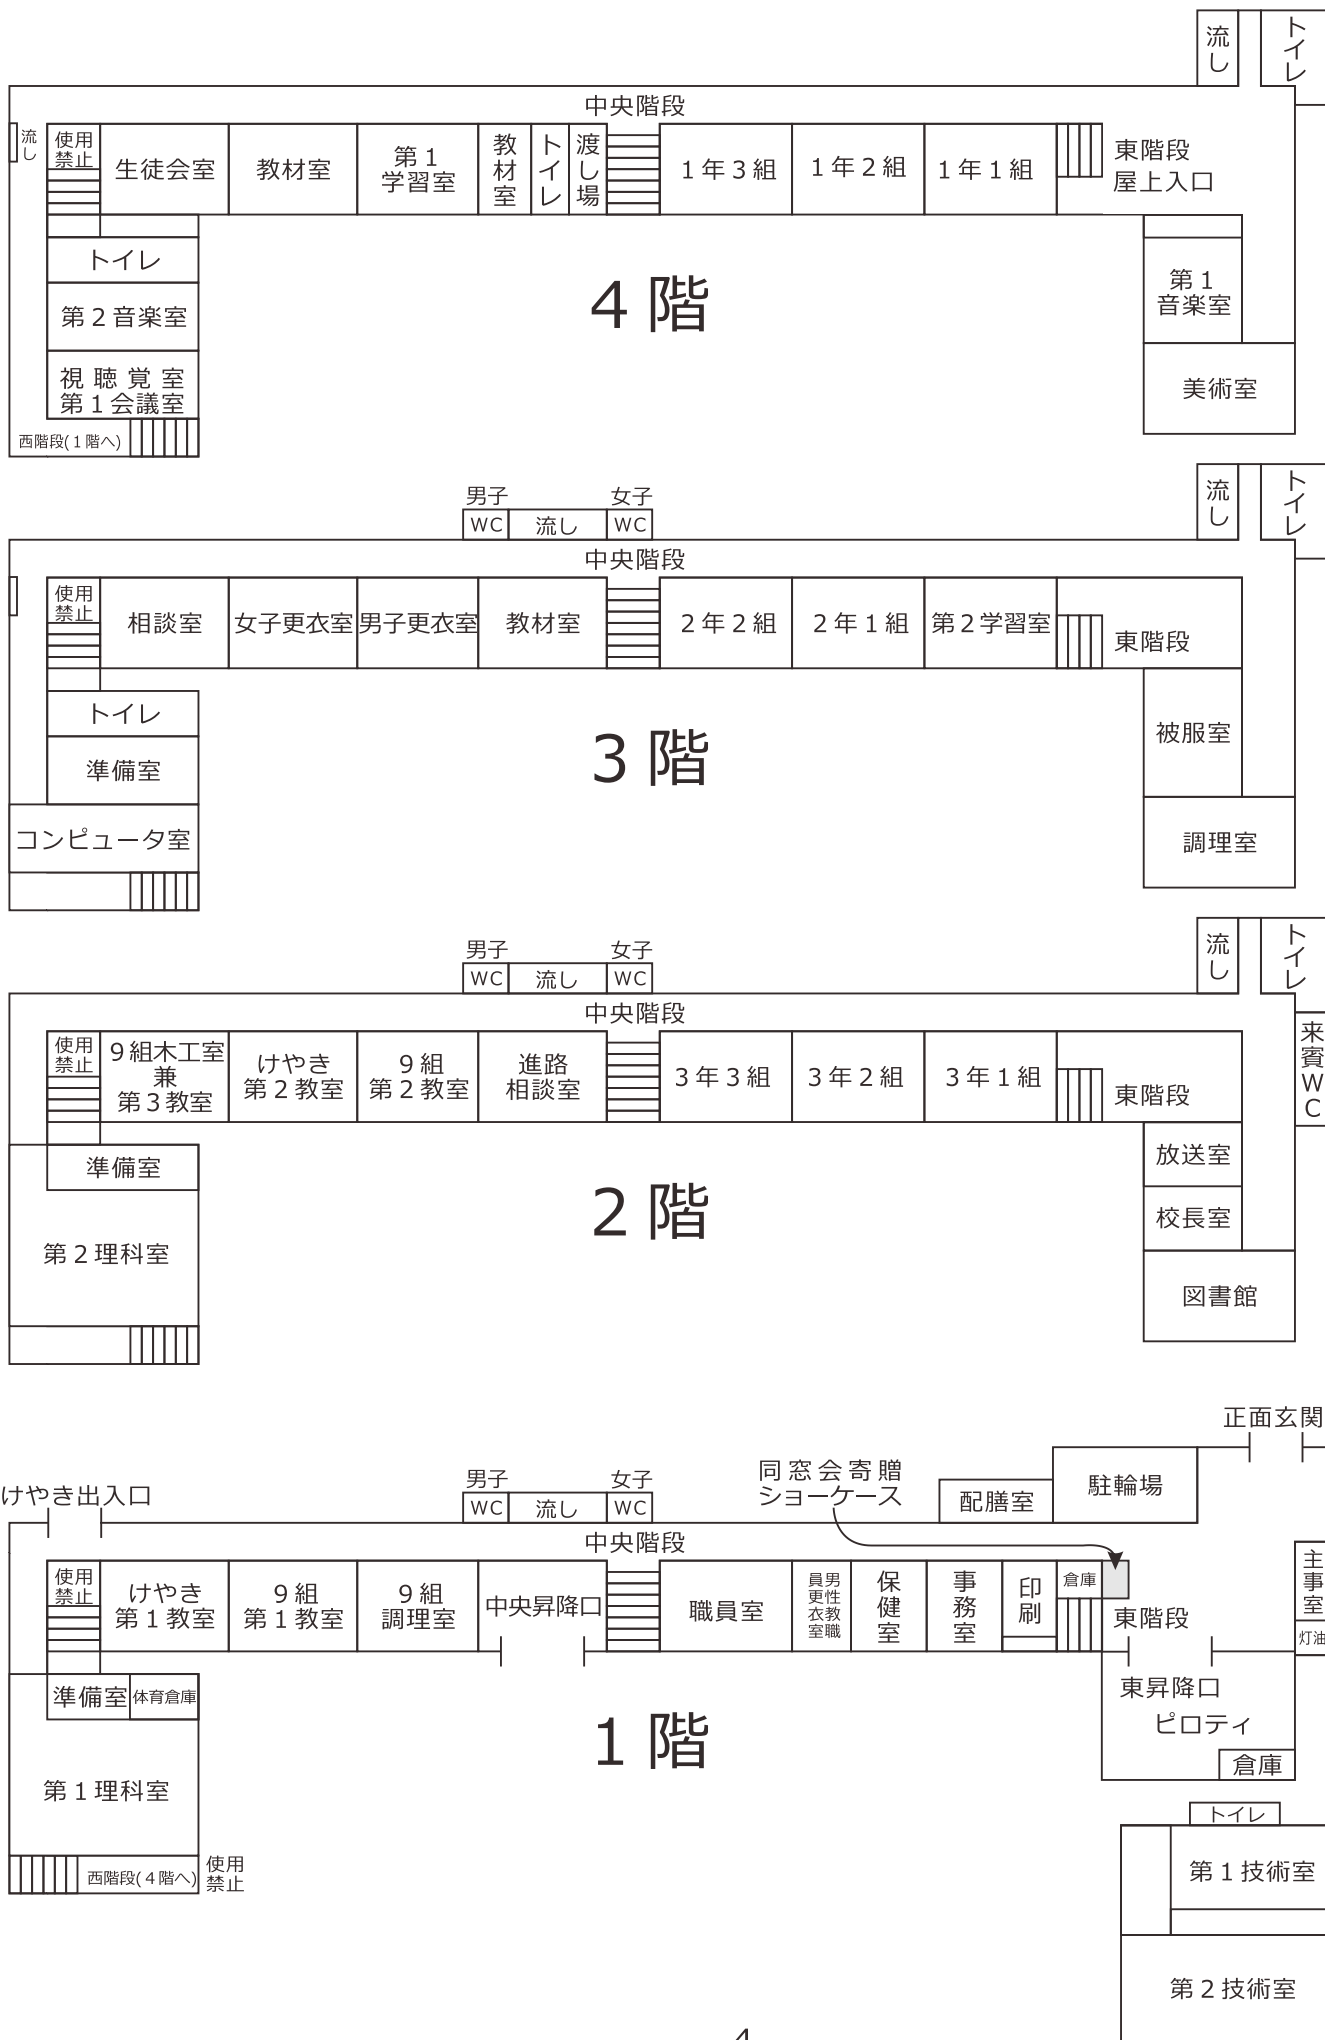 流し
トイレ
中央階段
流し
使用
禁止
生徒会室
教材室
第1
学習室
教材室
トイレ
渡し場
1年3組
1年2組
1年1組
東階段
屋上入口
トイレ
第2音楽室
視聴覚室
第1会議室
西階段(1階へ)
4階
第1
音楽室
美術室
流し
トイレ
男子
女子
WC
流し
WC
中央階段
使用
禁止
相談室
女子更衣室
男子更衣室
教材室
2年2組
2年1組
第2学習室
東階段
トイレ
準備室
コンピュータ室
3階
被服室
調理室
流し
トイレ
男子
女子
WC
流し
WC
中央階段
来賓WC
使用
禁止
9組木工室
兼
第3教室
けやき
第2教室
9組
第2教室
進路
相談室
3年3組
3年2組
3年1組
東階段
準備室
第2理科室
2階
放送室
校長室
図書館
正面玄関
けやき出入口
男子
女子
WC
流し
WC
同窓会寄贈
ショーケース
配膳室
駐輪場
中央階段
使用
禁止
けやき
第1教室
9組
第1教室
9組
調理室
中央昇降口
職員室
男性教職
員更衣室
保健室
事務室
印刷
倉庫
東階段
主事室
灯油
準備室
体育倉庫
第1理科室
西階段(4階へ)
使用
禁止
1階
東昇降口
ピロティ
倉庫
トイレ
第1技術室
第2技術室
4